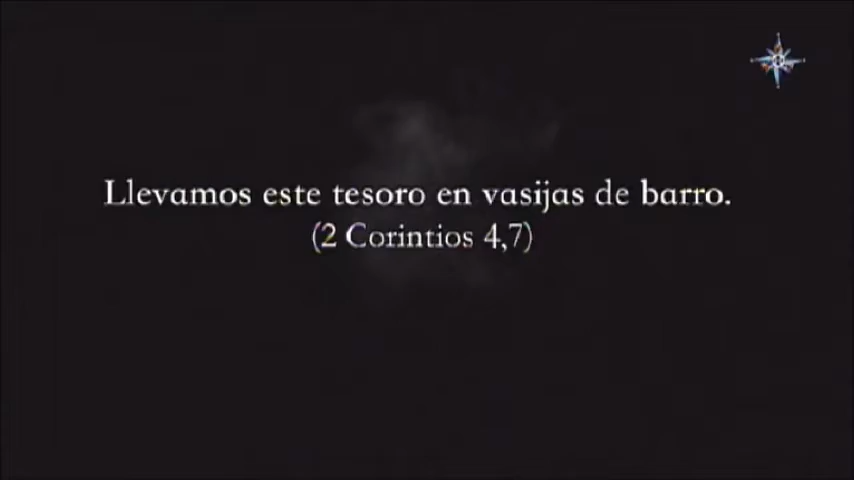 Llevamos este tesoro en vasijas de barro.
(2 Corintios 4,7)